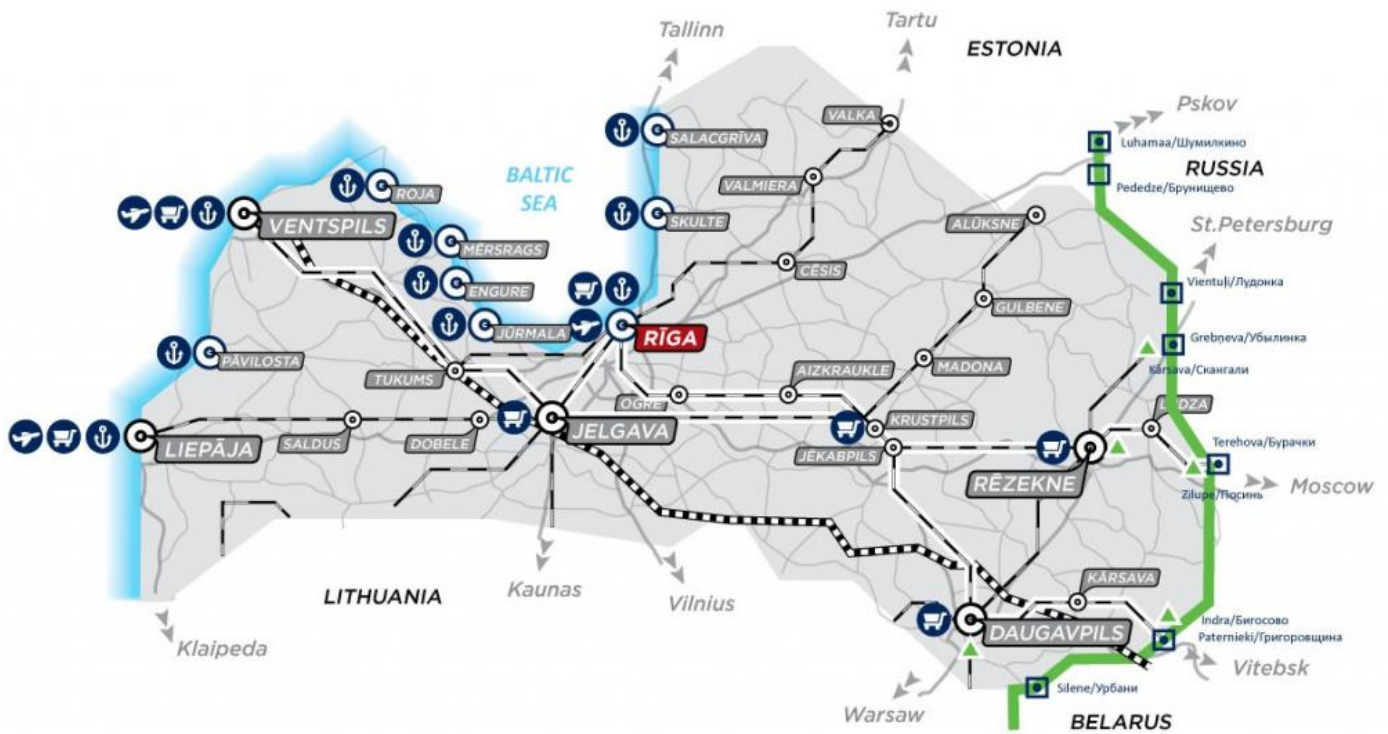 Tallinn
Tartu
ESTONIA
Pskov
Luhamaa/Шумилкино
RUSSIA
Pededze/Брунищево
SALACGRĪVA
VALKA
BALTIC
SEA
VALMIERA
ROJA
VENTSPILS
SKULTE
ALŪKSNE
St.Petersburg
MĒRSRAGS
CĒSIS
ENGURE
Vientuļi/Лудонка
GULBENE
JŪRMALA
RĪGA
Grebņeva/Убылинка
PĀVILOSTA
TUKUMS
AIZKRAUKLE
MADONA
Kārsava/Скангали
OGRE
KRUSTPILS
LIEPĀJA
SALDUS
DOBELE
JELGAVA
JĒKABPILS
Terehova/Бурачки
RĒZEKNE
Moscow
Zilupe/Посинь
Kaunas
LITHUANIA
Vilnius
KĀRSAVA
Klaipeda
DAUGAVPILS
Indra/Бигосово
Paternieki/Григоровщина
Vitebsk
Silene/Урбани
Warsaw
BELARUS